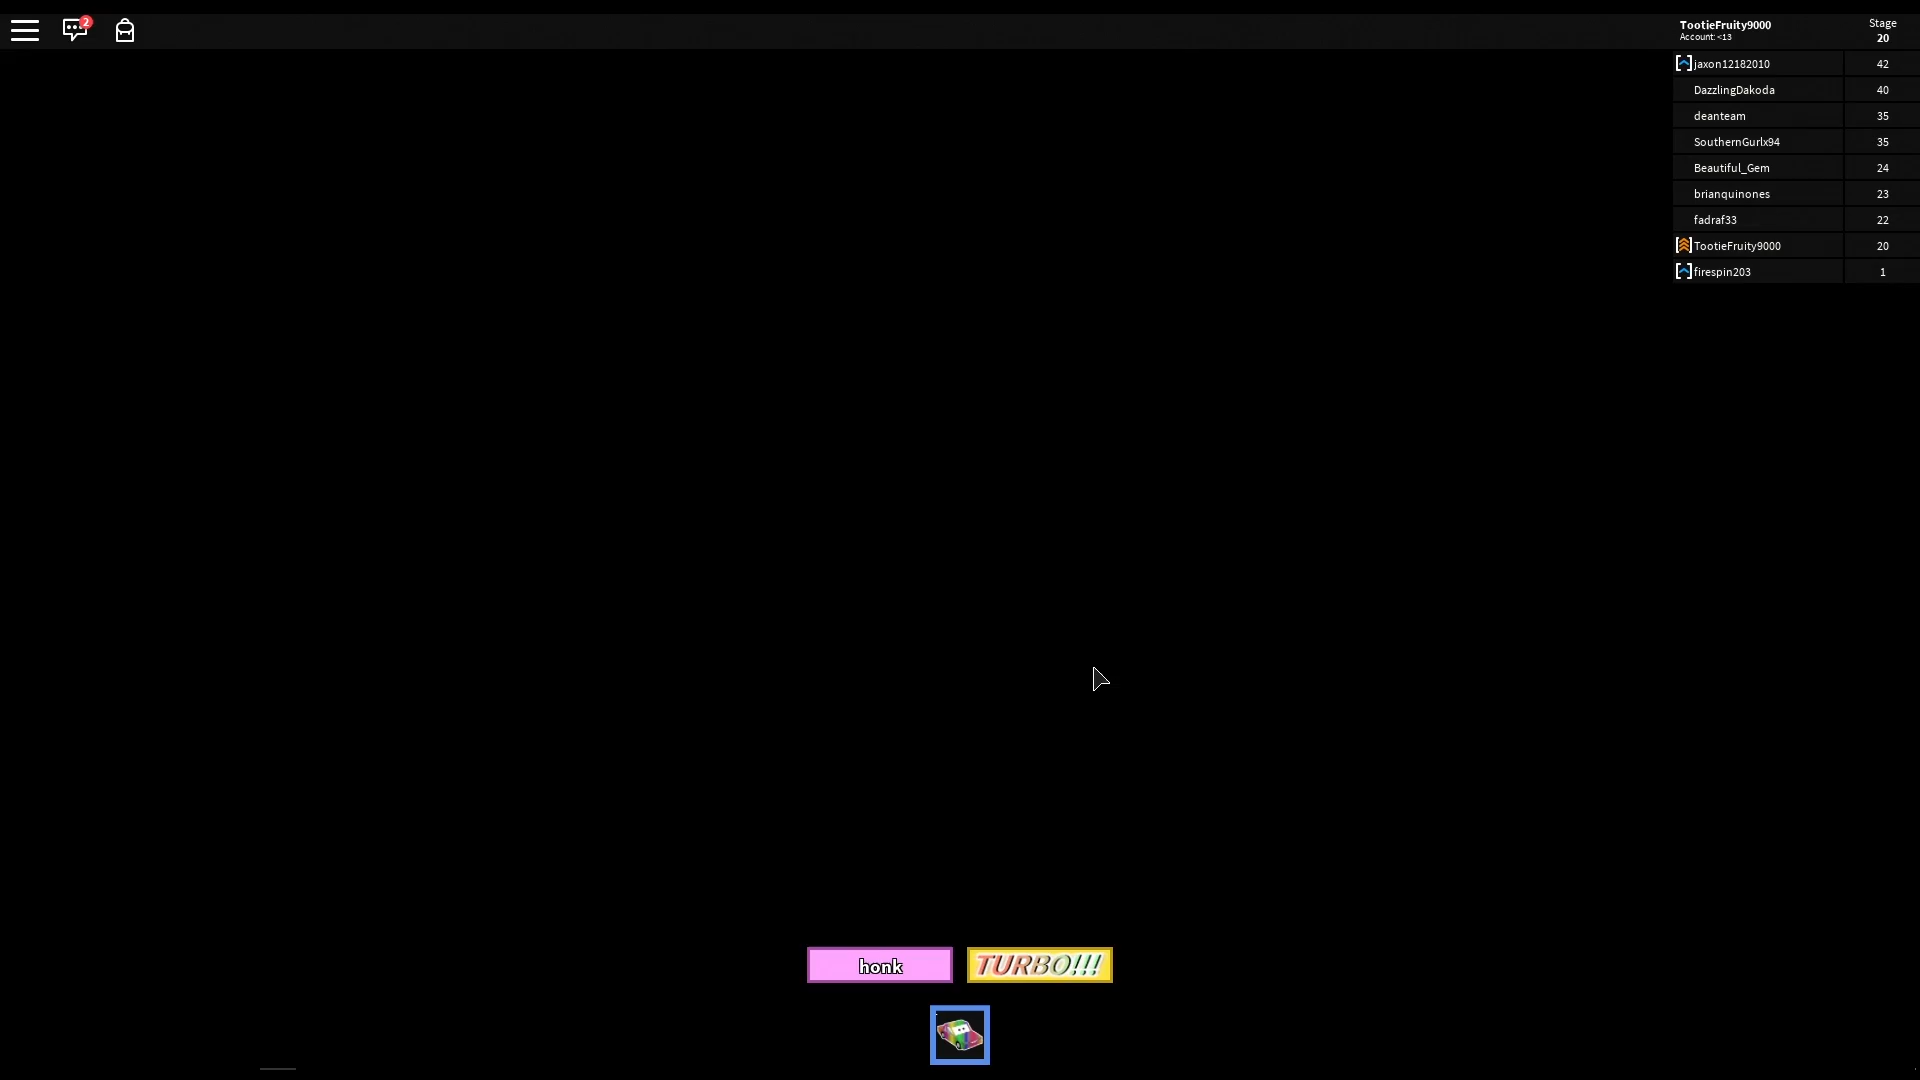 2
TootieFruity9000 Stage
Account: <13 20
jaxon12182010 42
DazzlingDakoda 40
deanteam 35
SouthernGurlx94 35
Beautiful_Gem 24
brianquinones 23
fadraf33 22
TootieFruity9000 20
firespin203 1
honk TURBO!!!